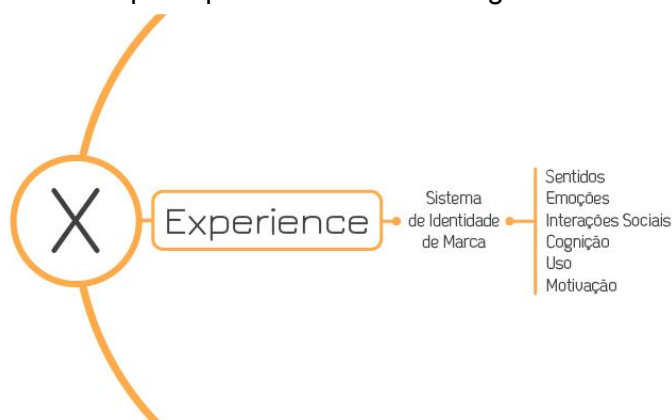 X
Experience
Sistema
de Identidade
de Marca
Sentidos
Emoções
Interações Sociais
Cognição
Uso
Motivação